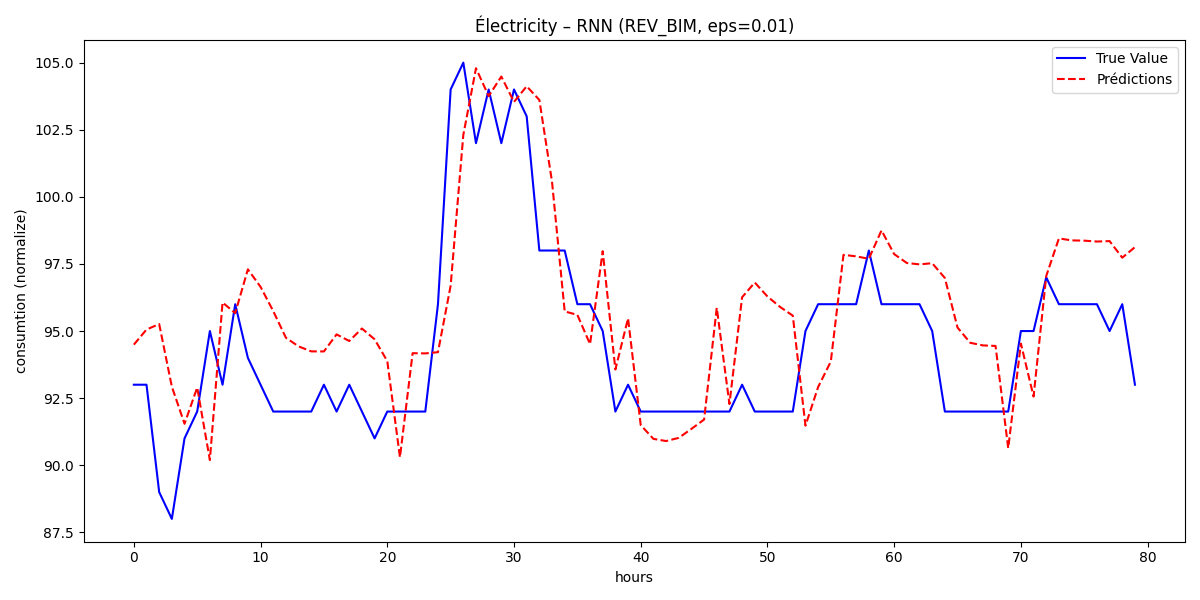 Électricity – RNN (REV_BIM, eps=0.01)
True Value
Prédictions
consumtion (normalize)
105.0
102.5
100.0
97.5
95.0
92.5
90.0
87.5
0 10 20 30 40 50 60 70 80
hours